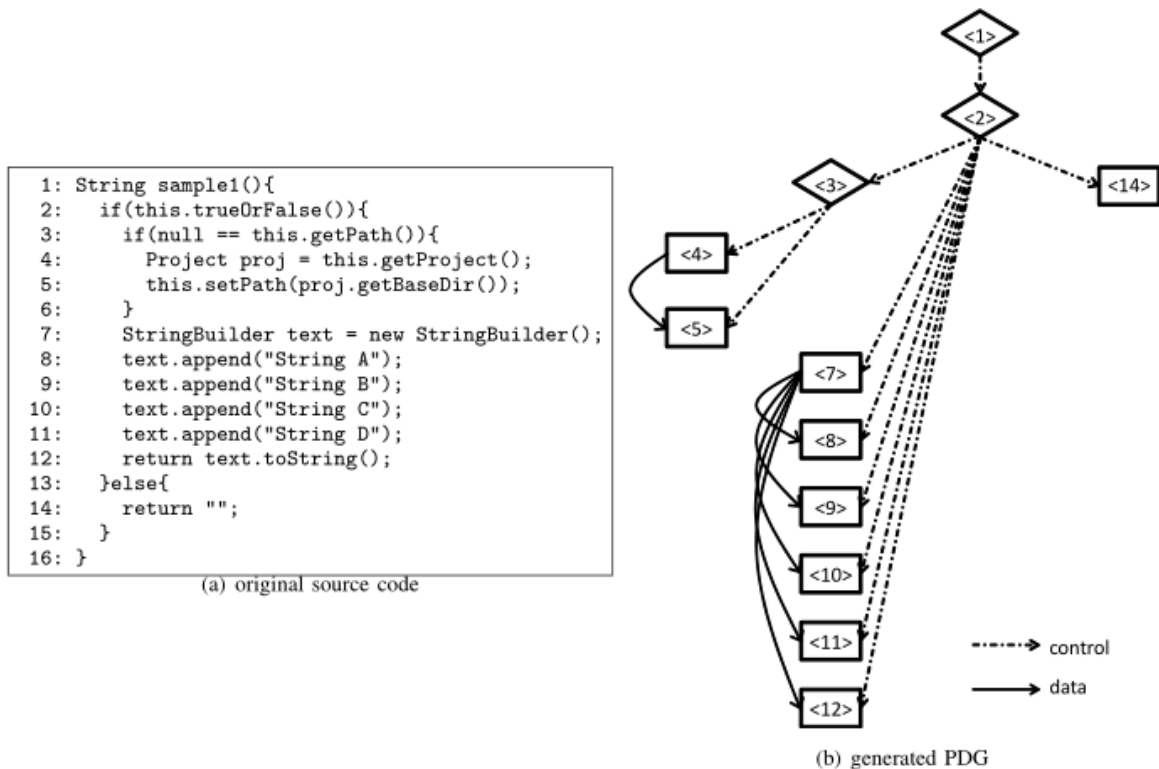 1: String sample1(){
2: if(this.trueOrFalse()){
3: if(null == this.getPath()){
4: Project proj = this.getProject();
5: this.setPath(proj.getBaseDir());
6: }
7: StringBuilder text = new StringBuilder();
8: text.append("String A");
9: text.append("String B");
10: text.append("String C");
11: text.append("String D");
12: return text.toString();
13: }else{
14: return "";
15: }
16: }
(a) original source code
<1>
<2>
<3>
<14>
<4>
<5>
<7>
<8>
<9>
<10>
<11>
<12>
control
data
(b) generated PDG